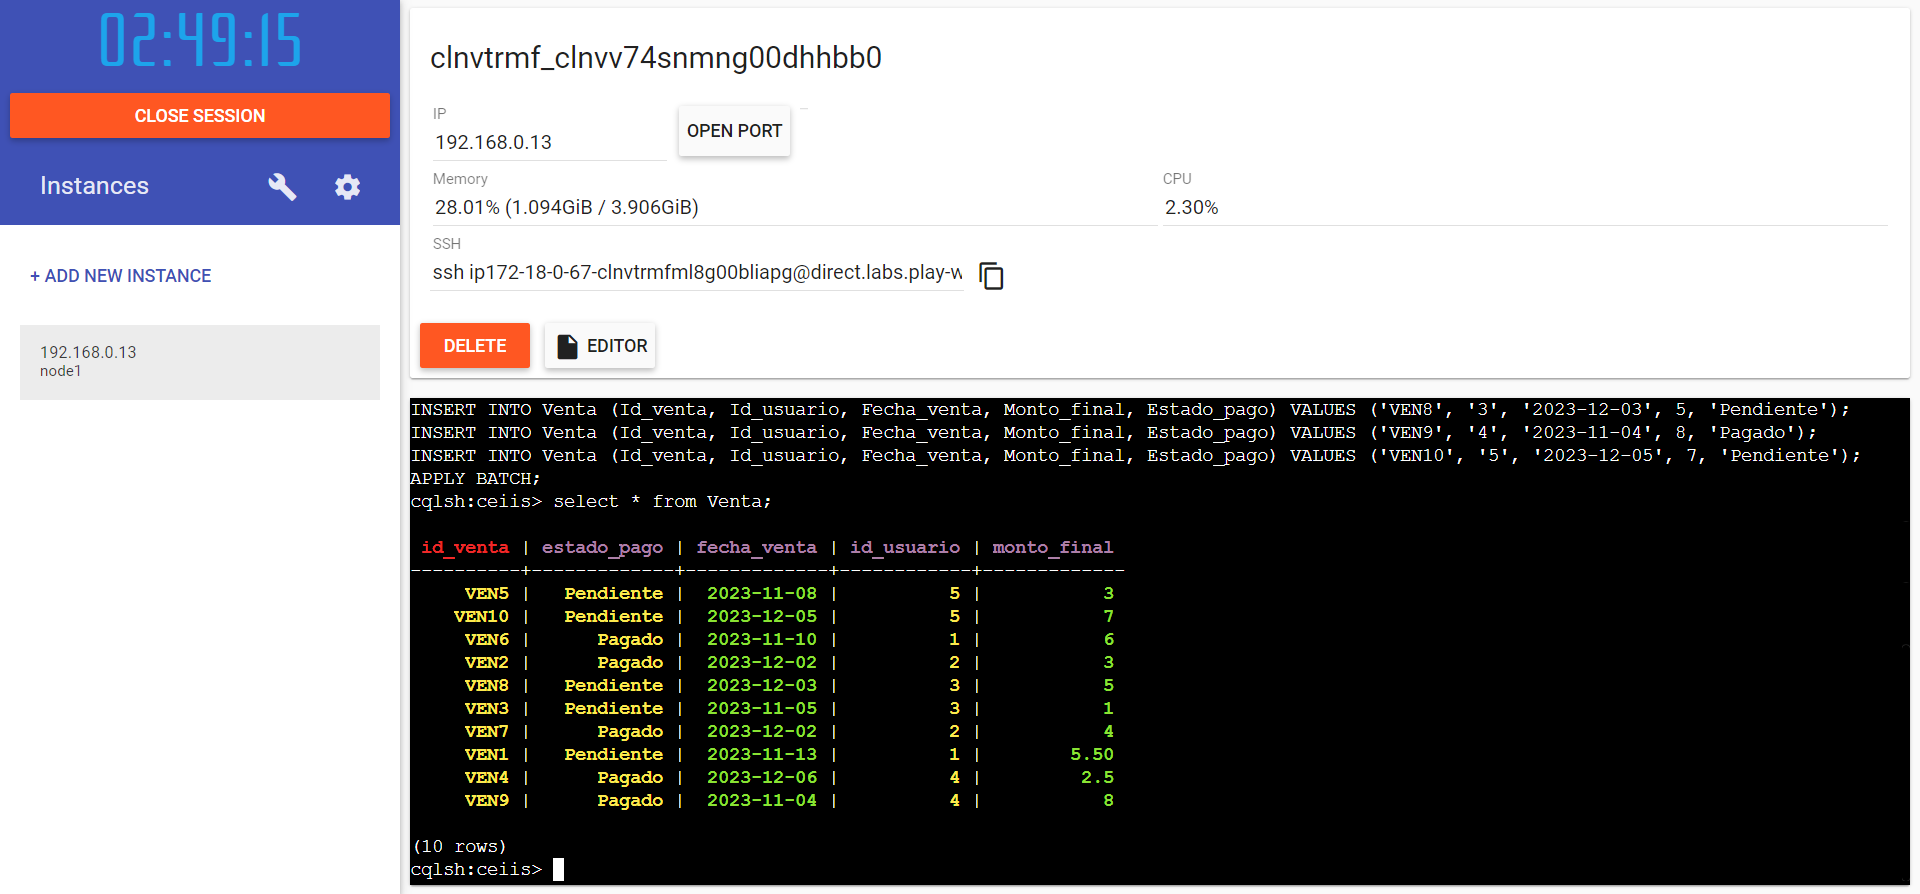 02:49:15
CLOSE SESSION
Instances
+ ADD NEW INSTANCE
192.168.0.13
node1
clnvtrmf_clnvv74snmng00dhhbb0
IP
192.168.0.13
OPEN PORT
Memory
28.01% (1.094GiB / 3.906GiB)
CPU
2.30%
SSH
ssh ip172-18-0-67-clnvtrmfml8g00bliapg@direct.labs.play-w
DELETE
EDITOR
INSERT INTO Venta (Id_venta, Id_usuario, Fecha_venta, Monto_final, Estado_pago) VALUES ('VEN8', '3', '2023-12-03', 5, 'Pendiente');
INSERT INTO Venta (Id_venta, Id_usuario, Fecha_venta, Monto_final, Estado_pago) VALUES ('VEN9', '4', '2023-11-04', 8, 'Pagado');
INSERT INTO Venta (Id_venta, Id_usuario, Fecha_venta, Monto_final, Estado_pago) VALUES ('VEN10', '5', '2023-12-05', 7, 'Pendiente');
APPLY BATCH;
cqlsh:ceiis> select * from Venta;
id_venta | estado_pago | fecha_venta | id_usuario | monto_final
----------+-------------+-------------+------------+-------------
VEN5 | Pendiente | 2023-11-08 | 5 | 3
VEN10 | Pendiente | 2023-12-05 | 5 | 7
VEN6 | Pagado | 2023-11-10 | 1 | 6
VEN2 | Pagado | 2023-12-02 | 2 | 3
VEN8 | Pendiente | 2023-12-03 | 3 | 5
VEN3 | Pendiente | 2023-11-05 | 3 | 1
VEN7 | Pagado | 2023-12-02 | 2 | 4
VEN1 | Pendiente | 2023-11-13 | 1 | 5.50
VEN4 | Pagado | 2023-12-06 | 4 | 2.5
VEN9 | Pagado | 2023-11-04 | 4 | 8
(10 rows)
cqlsh:ceiis>